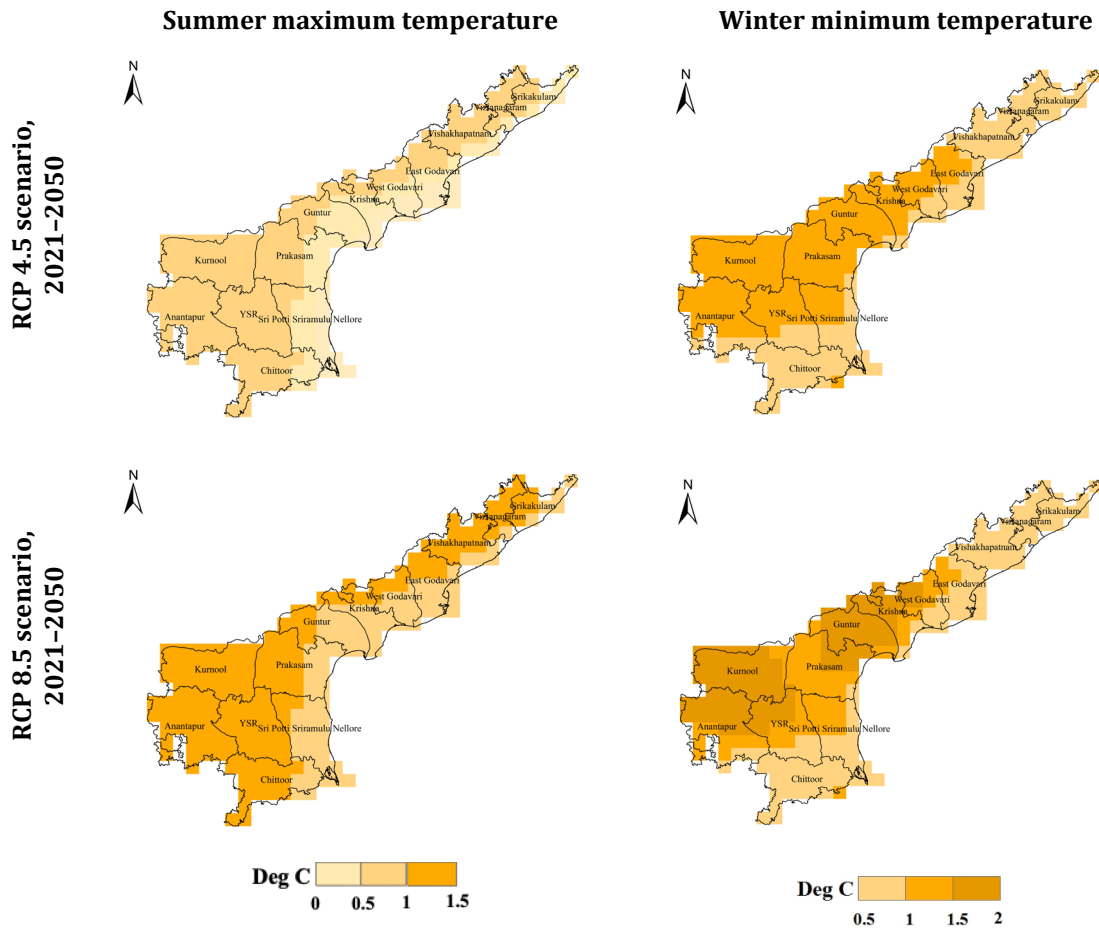 Summer maximum temperature
Winter minimum temperature
RCP 4.5 scenario,
2021–2050
N
Srikakulam
Vizianagaram
Vishakhapatnam
East Godavari
West Godavari
Krishna
Guntur
Prakasam
Kurnool
Anantapur
YSR
Sri Potti Sriramulu Nellore
Chittoor
N
Srikakulam
Vizianagaram
Vishakhapatnam
East Godavari
West Godavari
Krishna
Guntur
Prakasam
Kurnool
Anantapur
YSR
Sri Potti Sriramulu Nellore
Chittoor
RCP 8.5 scenario,
2021–2050
N
Srikakulam
Vizianagaram
Vishakhapatnam
East Godavari
West Godavari
Krishna
Guntur
Prakasam
Kurnool
Anantapur
YSR
Sri Potti Sriramulu Nellore
Chittoor
N
Srikakulam
Vizianagaram
Vishakhapatnam
East Godavari
West Godavari
Krishna
Guntur
Prakasam
Kurnool
Anantapur
YSR
Sri Potti Sriramulu Nellore
Chittoor
Deg C
0 0.5 1 1.5
Deg C
0.5 1 1.5 2